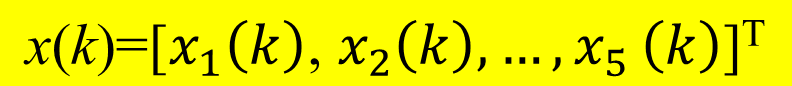 x(k)=[x₁(k), x₂(k), … , x₅ (k)]ᵀ